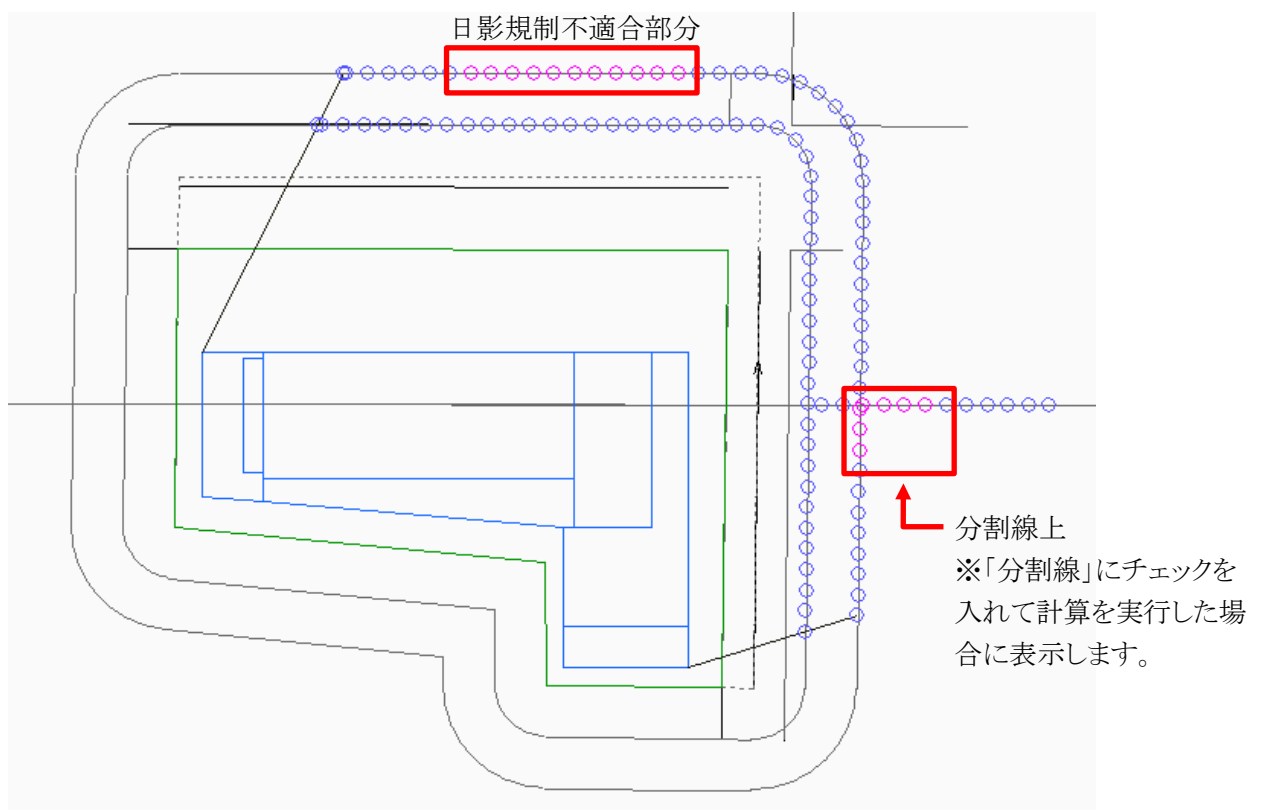 日影規制不適合部分
分割線上
※「分割線」にチェックを
入れて計算を実行した場
合に表示します。